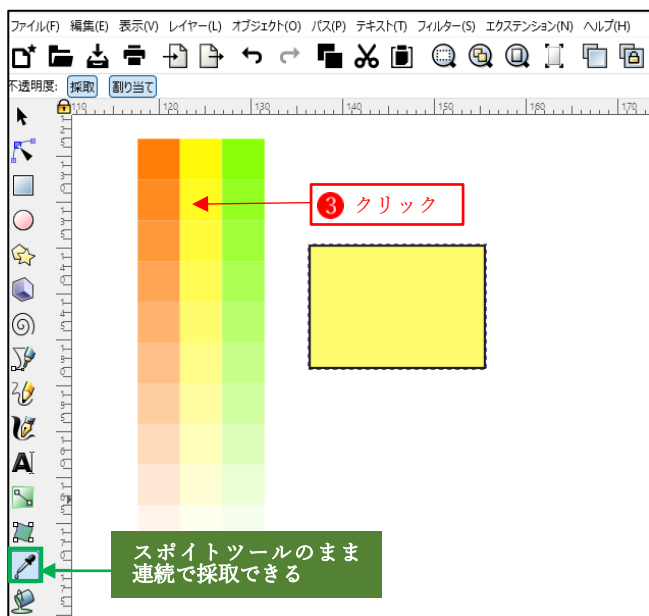 ファイル(F) 編集(E) 表示(V) レイヤー(L) オブジェクト(O) パス(P) テキスト(T) フィルター(S) エクステンション(N) ヘルプ(H)
不透明度: 採取 割り当て
110 120 130 140 150 160 170
3 クリック
スポイトツールのまま
連続で採取できる